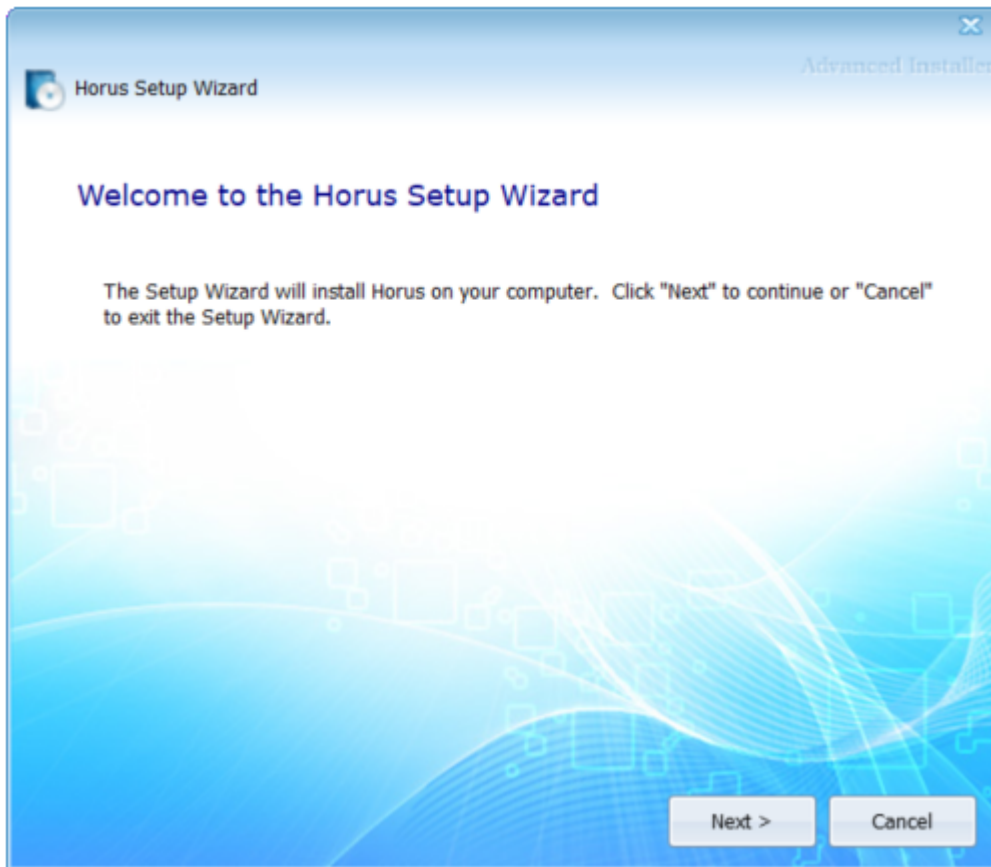 Advanced Installer
Horus Setup Wizard
Welcome to the Horus Setup Wizard
The Setup Wizard will install Horus on your computer.  Click "Next" to continue or "Cancel"
to exit the Setup Wizard.
Next >
Cancel